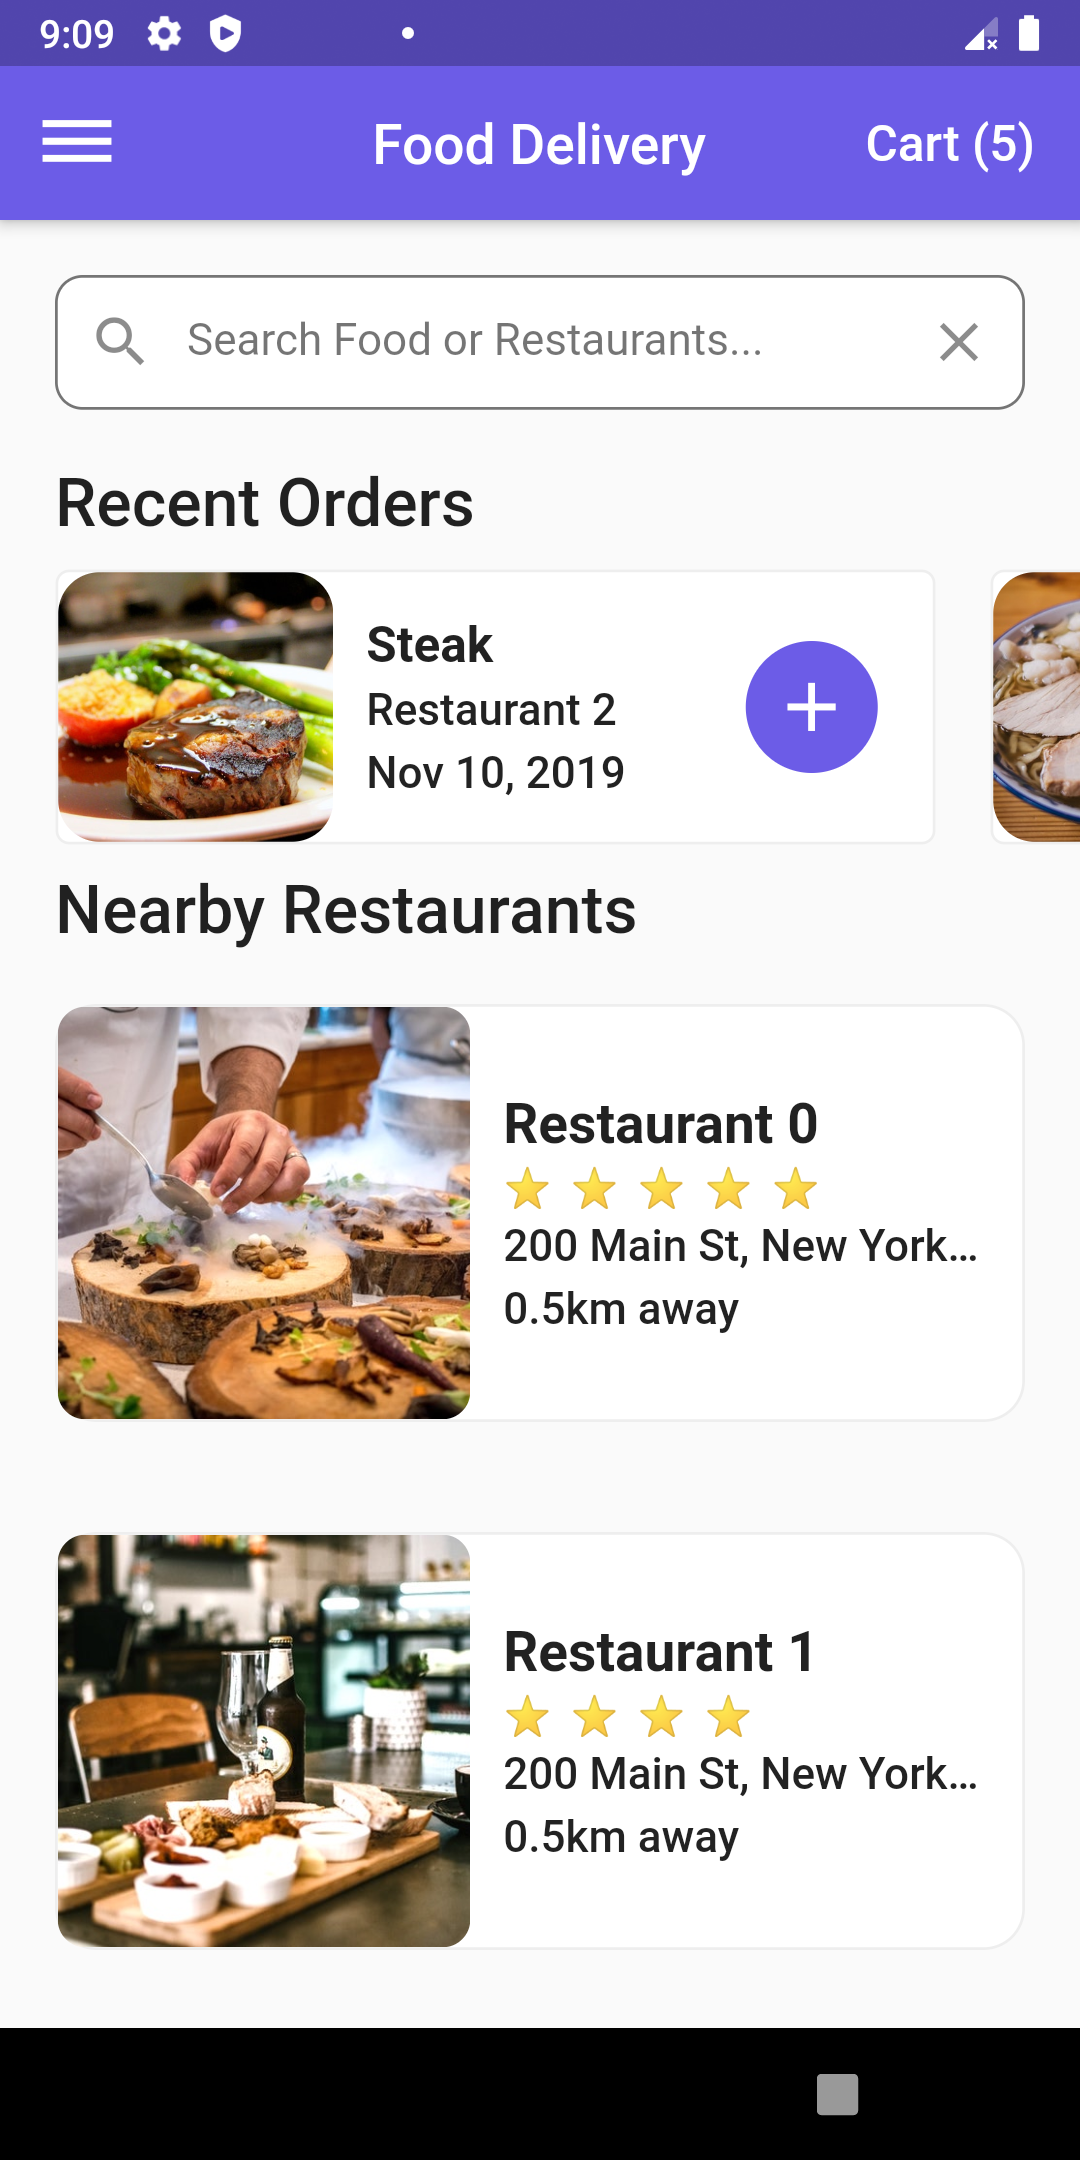 9:09
Food Delivery
Cart (5)
Search Food or Restaurants...
Recent Orders
Steak
Restaurant 2
Nov 10, 2019
Nearby Restaurants
Restaurant 0
200 Main St, New York...
0.5km away
Restaurant 1
200 Main St, New York...
0.5km away